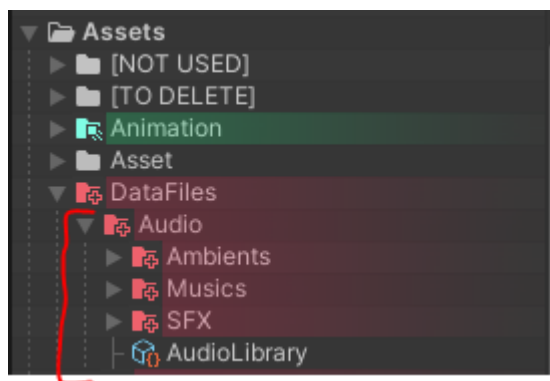 Assets
[NOT USED]
[TO DELETE]
Animation
Asset
DataFiles
Audio
Ambients
Musics
SFX
AudioLibrary